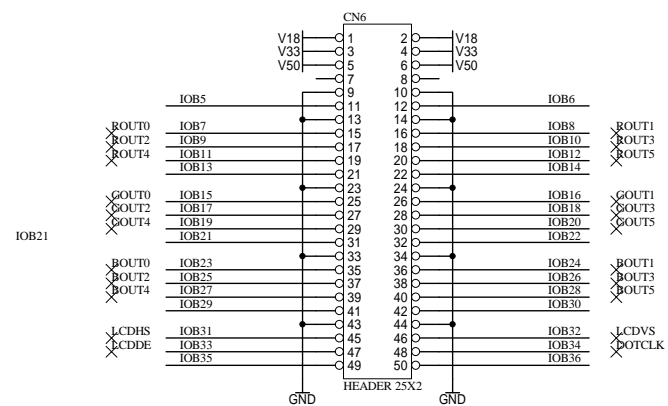 CN6
V18 1 2 V18
V33 3 4 V33
V50 5 6 V50
7 8
9 10
IOB5 11 12 IOB6
13 14
ROUT0 IOB7 15 16 IOB8 ROUT1
ROUT2 IOB9 17 18 IOB10 ROUT3
ROUT4 IOB11 19 20 IOB12 ROUT5
IOB13 21 22 IOB14
23 24
GOUT0 IOB15 25 26 IOB16 GOUT1
GOUT2 IOB17 27 28 IOB18 GOUT3
GOUT4 IOB19 29 30 IOB20 GOUT5
IOB21 IOB21 31 32 IOB22
33 34
BOUT0 IOB23 35 36 IOB24 BOUT1
BOUT2 IOB25 37 38 IOB26 BOUT3
BOUT4 IOB27 39 40 IOB28 BOUT5
IOB29 41 42 IOB30
43 44
LCDHS IOB31 45 46 IOB32 LCDVS
LCDDE IOB33 47 48 IOB34 DOTCLK
IOB35 49 50 IOB36
HEADER 25X2
GND GND